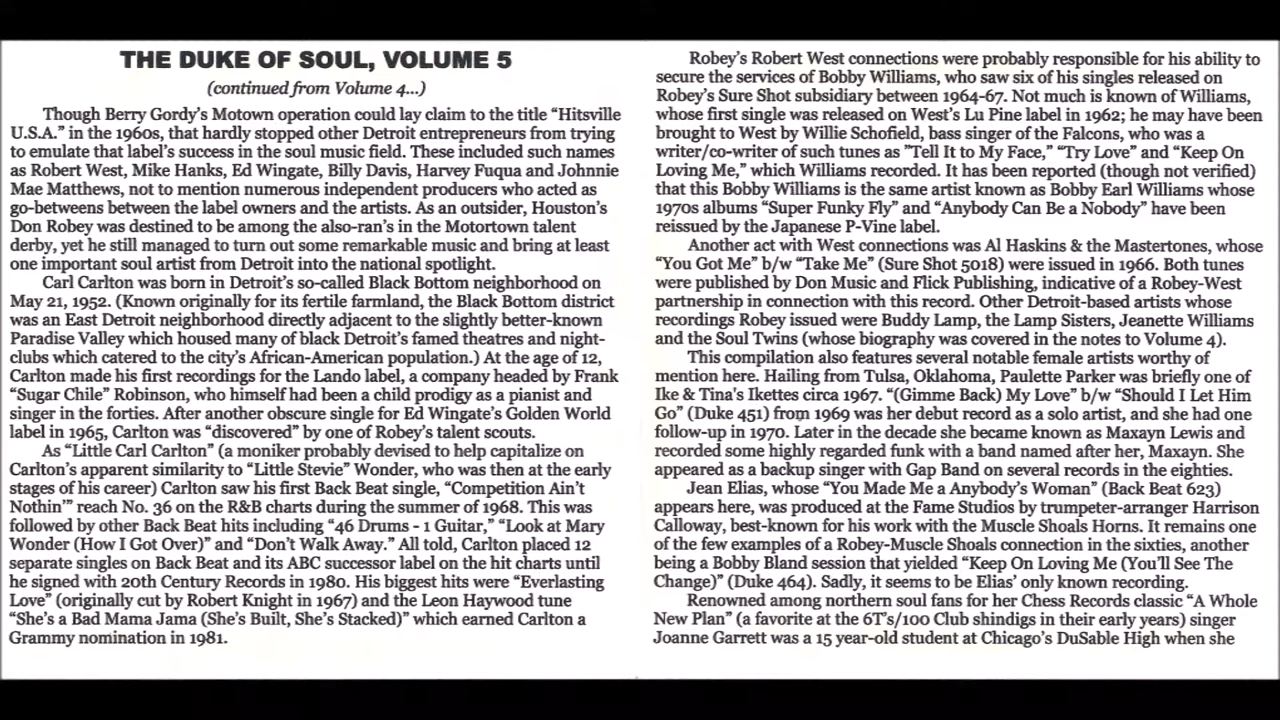 THE DUKE OF SOUL, VOLUME 5
(continued from Volume 4...)
Though Berry Gordy's Motown operation could lay claim to the title "Hitsville
U.S.A." in the 1960s, that hardly stopped other Detroit entrepreneurs from trying
to emulate that label's success in the soul music field. These included such names
as Robert West, Mike Hanks, Ed Wingate, Billy Davis, Harvey Fuqua and Johnnie
Mae Matthews, not to mention numerous independent producers who acted as
go-betweens between the label owners and the artists. As an outsider, Houston's
Don Robey was destined to be among the also-ran's in the Motortown talent
derby, yet he still managed to turn out some remarkable music and bring at least
one important soul artist from Detroit into the national spotlight.
Carl Carlton was born in Detroit's so-called Black Bottom neighborhood on
May 21, 1952. (Known originally for its fertile farmland, the Black Bottom district
was an East Detroit neighborhood directly adjacent to the slightly better-known
Paradise Valley which housed many of black Detroit's famed theatres and night-
clubs which catered to the city's African-American population.) At the age of 12,
Carlton made his first recordings for the Lando label, a company headed by Frank
"Sugar Chile" Robinson, who himself had been a child prodigy as a pianist and
singer in the forties. After another obscure single for Ed Wingate's Golden World
label in 1965, Carlton was "discovered" by one of Robey's talent scouts.
As "Little Carl Carlton" (a moniker probably devised to help capitalize on
Carlton's apparent similarity to "Little Stevie" Wonder, who was then at the early
stages of his career) Carlton saw his first Back Beat single, "Competition Ain't
Nothin'" reach No. 36 on the R&B charts during the summer of 1968. This was
followed by other Back Beat hits including "46 Drums - 1 Guitar," "Look at Mary
Wonder (How I Got Over)" and "Don't Walk Away." All told, Carlton placed 12
separate singles on Back Beat and its ABC successor label on the hit charts until
he signed with 20th Century Records in 1980. His biggest hits were "Everlasting
Love" (originally cut by Robert Knight in 1967) and the Leon Haywood tune
"She's a Bad Mama Jama (She's Built, She's Stacked)" which earned Carlton a
Grammy nomination in 1981.
Robey's Robert West connections were probably responsible for his ability to
secure the services of Bobby Williams, who saw six of his singles released on
Robey's Sure Shot subsidiary between 1964-67. Not much is known of Williams,
whose first single was released on West's Lu Pine label in 1962; he may have been
brought to West by Willie Schofield, bass singer of the Falcons, who was a
writer/co-writer of such tunes as "Tell It to My Face," "Try Love" and "Keep On
Loving Me," which Williams recorded. It has been reported (though not verified)
that this Bobby Williams is the same artist known as Bobby Earl Williams whose
1970s albums "Super Funky Fly" and "Anybody Can Be a Nobody" have been
reissued by the Japanese P-Vine label.
Another act with West connections was Al Haskins & the Mastertones, whose
"You Got Me" b/w "Take Me" (Sure Shot 5018) were issued in 1966. Both tunes
were published by Don Music and Flick Publishing, indicative of a Robey-West
partnership in connection with this record. Other Detroit-based artists whose
recordings Robey issued were Buddy Lamp, the Lamp Sisters, Jeanette Williams
and the Soul Twins (whose biography was covered in the notes to Volume 4).
This compilation also features several notable female artists worthy of
mention here. Hailing from Tulsa, Oklahoma, Paulette Parker was briefly one of
Ike & Tina's Ikettes circa 1967. "(Gimme Back) My Love" b/w "Should I Let Him
Go" (Duke 451) from 1969 was her debut record as a solo artist, and she had one
follow-up in 1970. Later in the decade she became known as Maxayn Lewis and
recorded some highly regarded funk with a band named after her, Maxayn. She
appeared as a backup singer with Gap Band on several records in the eighties.
Jean Elias, whose "You Made Me a Anybody's Woman" (Back Beat 623)
appears here, was produced at the Fame Studios by trumpeter-arranger Harrison
Calloway, best-known for his work with the Muscle Shoals Horns. It remains one
of the few examples of a Robey-Muscle Shoals connection in the sixties, another
being a Bobby Bland session that yielded "Keep On Loving Me (You'll See The
Change)" (Duke 464). Sadly, it seems to be Elias' only known recording.
Renowned among northern soul fans for her Chess Records classic "A Whole
New Plan" (a favorite at the 6T's/100 Club shindigs in their early years) singer
Joanne Garrett was a 15 year-old student at Chicago's DuSable High when she